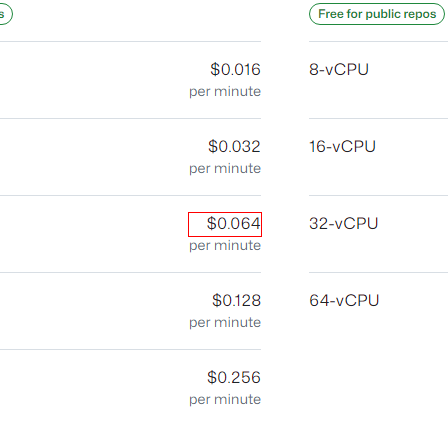 s
Free for public repos
$0.016
per minute
8-vCPU
$0.032
per minute
16-vCPU
$0.064
per minute
32-vCPU
$0.128
per minute
64-vCPU
$0.256
per minute